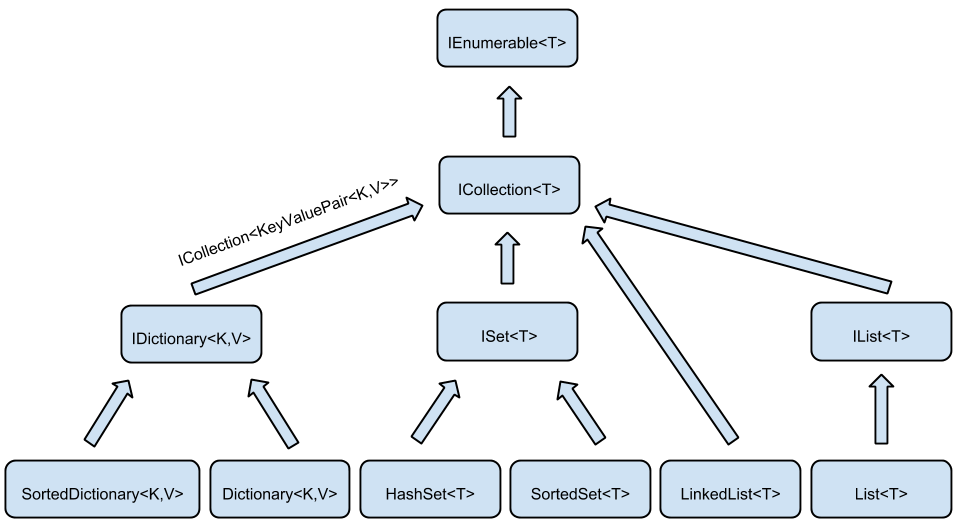 IEnumerable<T>
ICollection<T>
ICollection<KeyValuePair<K,V>>
IDictionary<K,V>
ISet<T>
IList<T>
SortedDictionary<K,V>
Dictionary<K,V>
HashSet<T>
SortedSet<T>
LinkedList<T>
List<T>